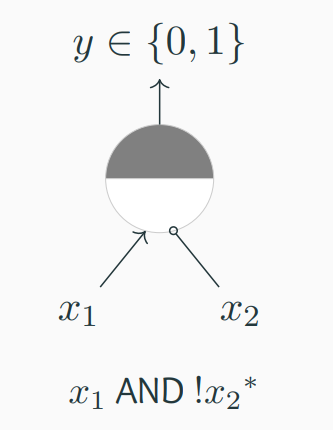 y ∈ {0, 1}
x₁ x₂
x₁ AND !x₂*